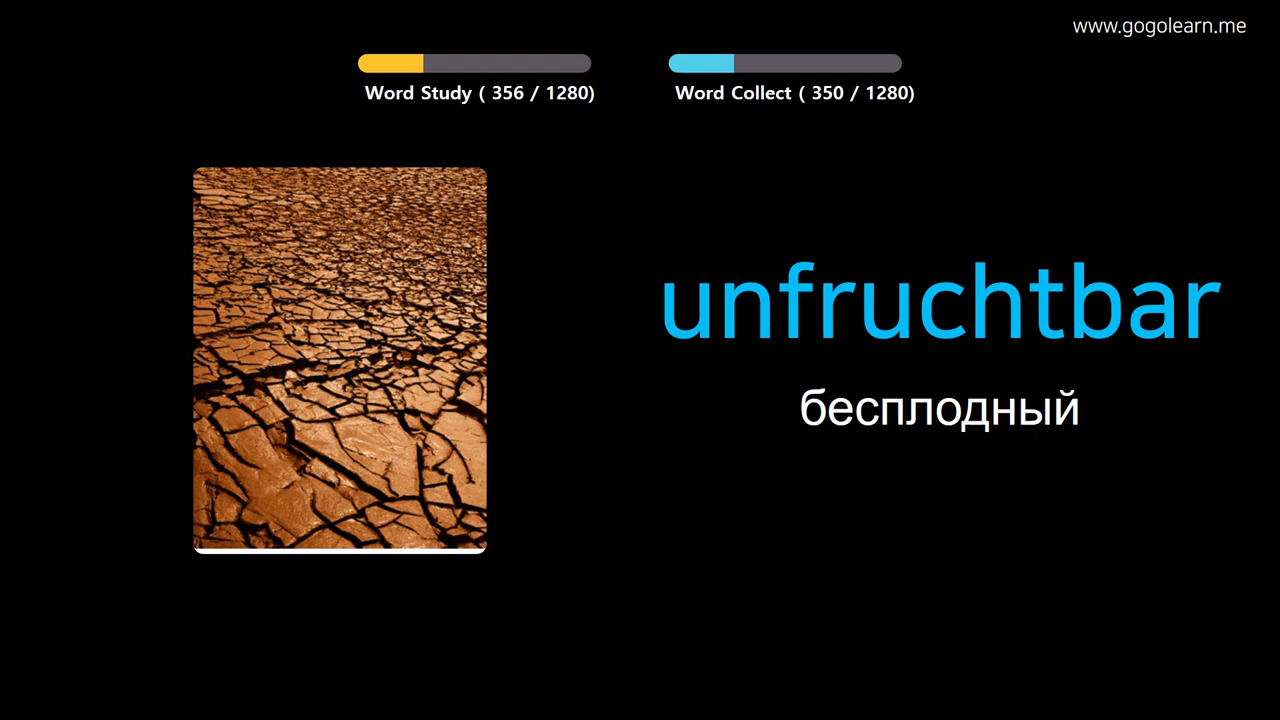 www.gogolearn.me
Word Study ( 356 / 1280)
Word Collect ( 350 / 1280)
unfruchtbar
бесплодный